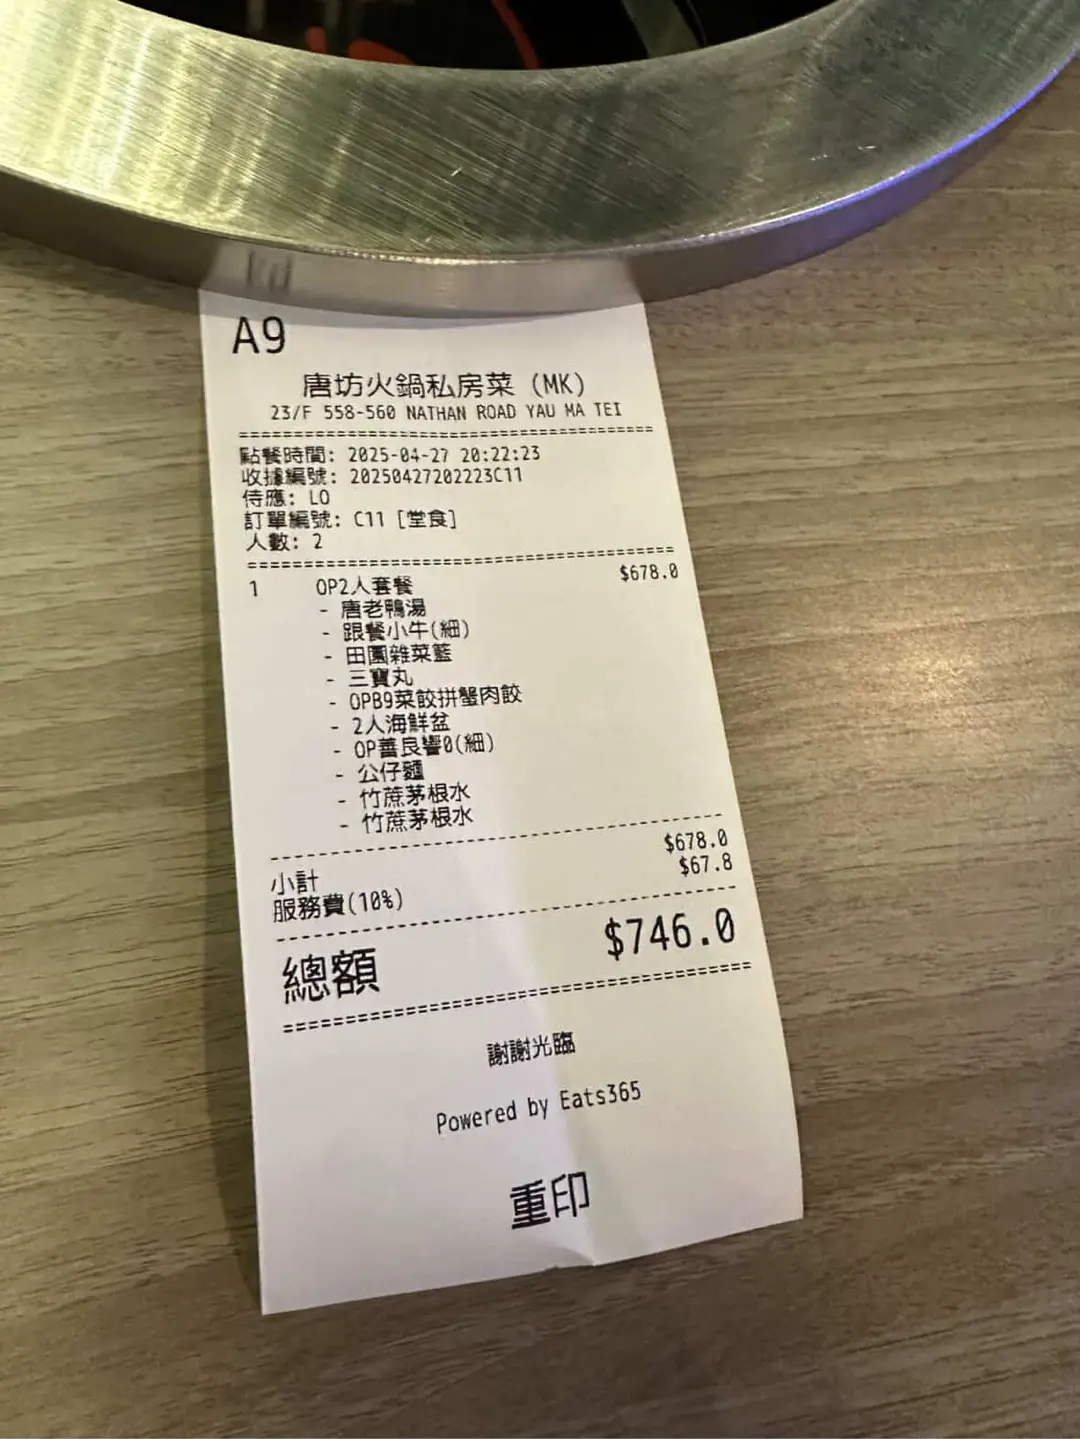 A9
唐坊火鍋私房菜 (MK)
23/F 558-560 NATHAN ROAD YAU MA TEI
點餐時間: 2025-04-27 20:22:23
收據編號: 20250427202223C11
侍應: LO
訂單編號: C11 [堂食]
人數: 2
1 OP2人套餐 $678.0
- 唐老鴨湯
- 跟餐小牛(細)
- 田園雜菜籃
- 三寶丸
- OPB9菜餃拼蟹肉餃
- 2人海鮮盆
- OP善良響0(細)
- 公仔麵
- 竹蔗茅根水
- 竹蔗茅根水
小計 $678.0
服務費(10%) $67.8
總額 $746.0
謝謝光臨
Powered by Eats365
重印